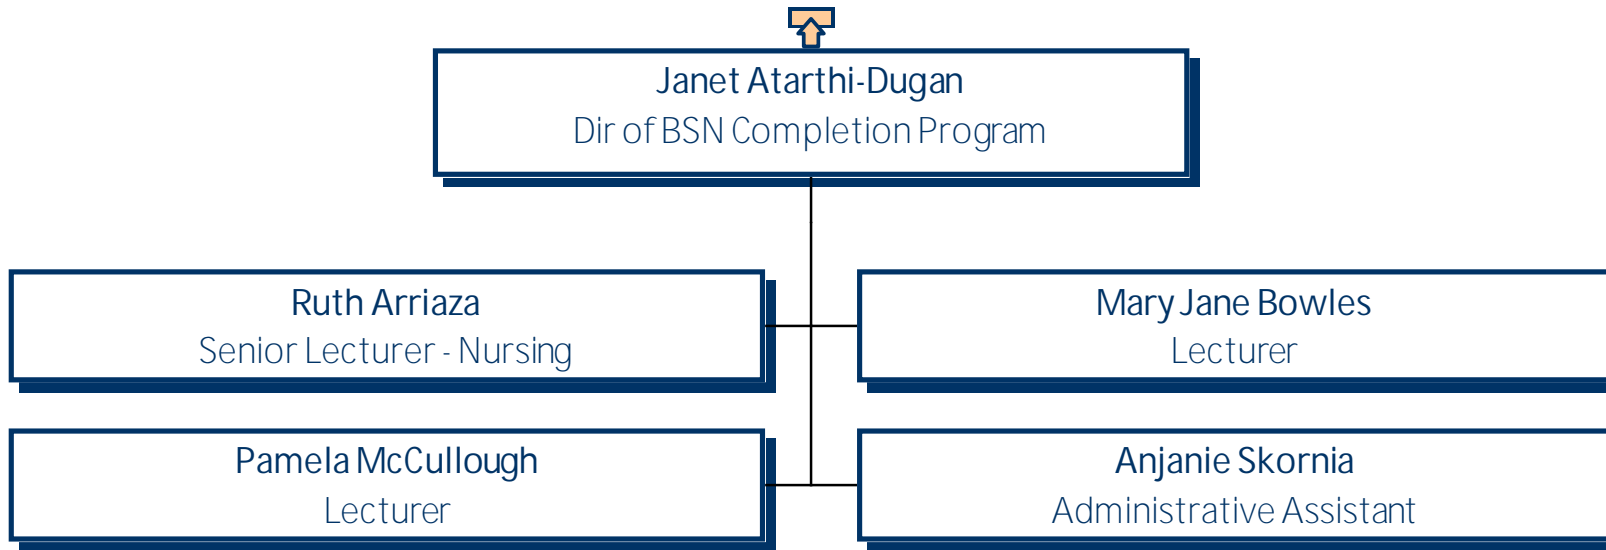 Janet Atarthi-Dugan
Dir of BSN Completion Program
Ruth Arriaza
Senior Lecturer - Nursing
Mary Jane Bowles
Lecturer
Pamela McCullough
Lecturer
Anjanie Skornia
Administrative Assistant